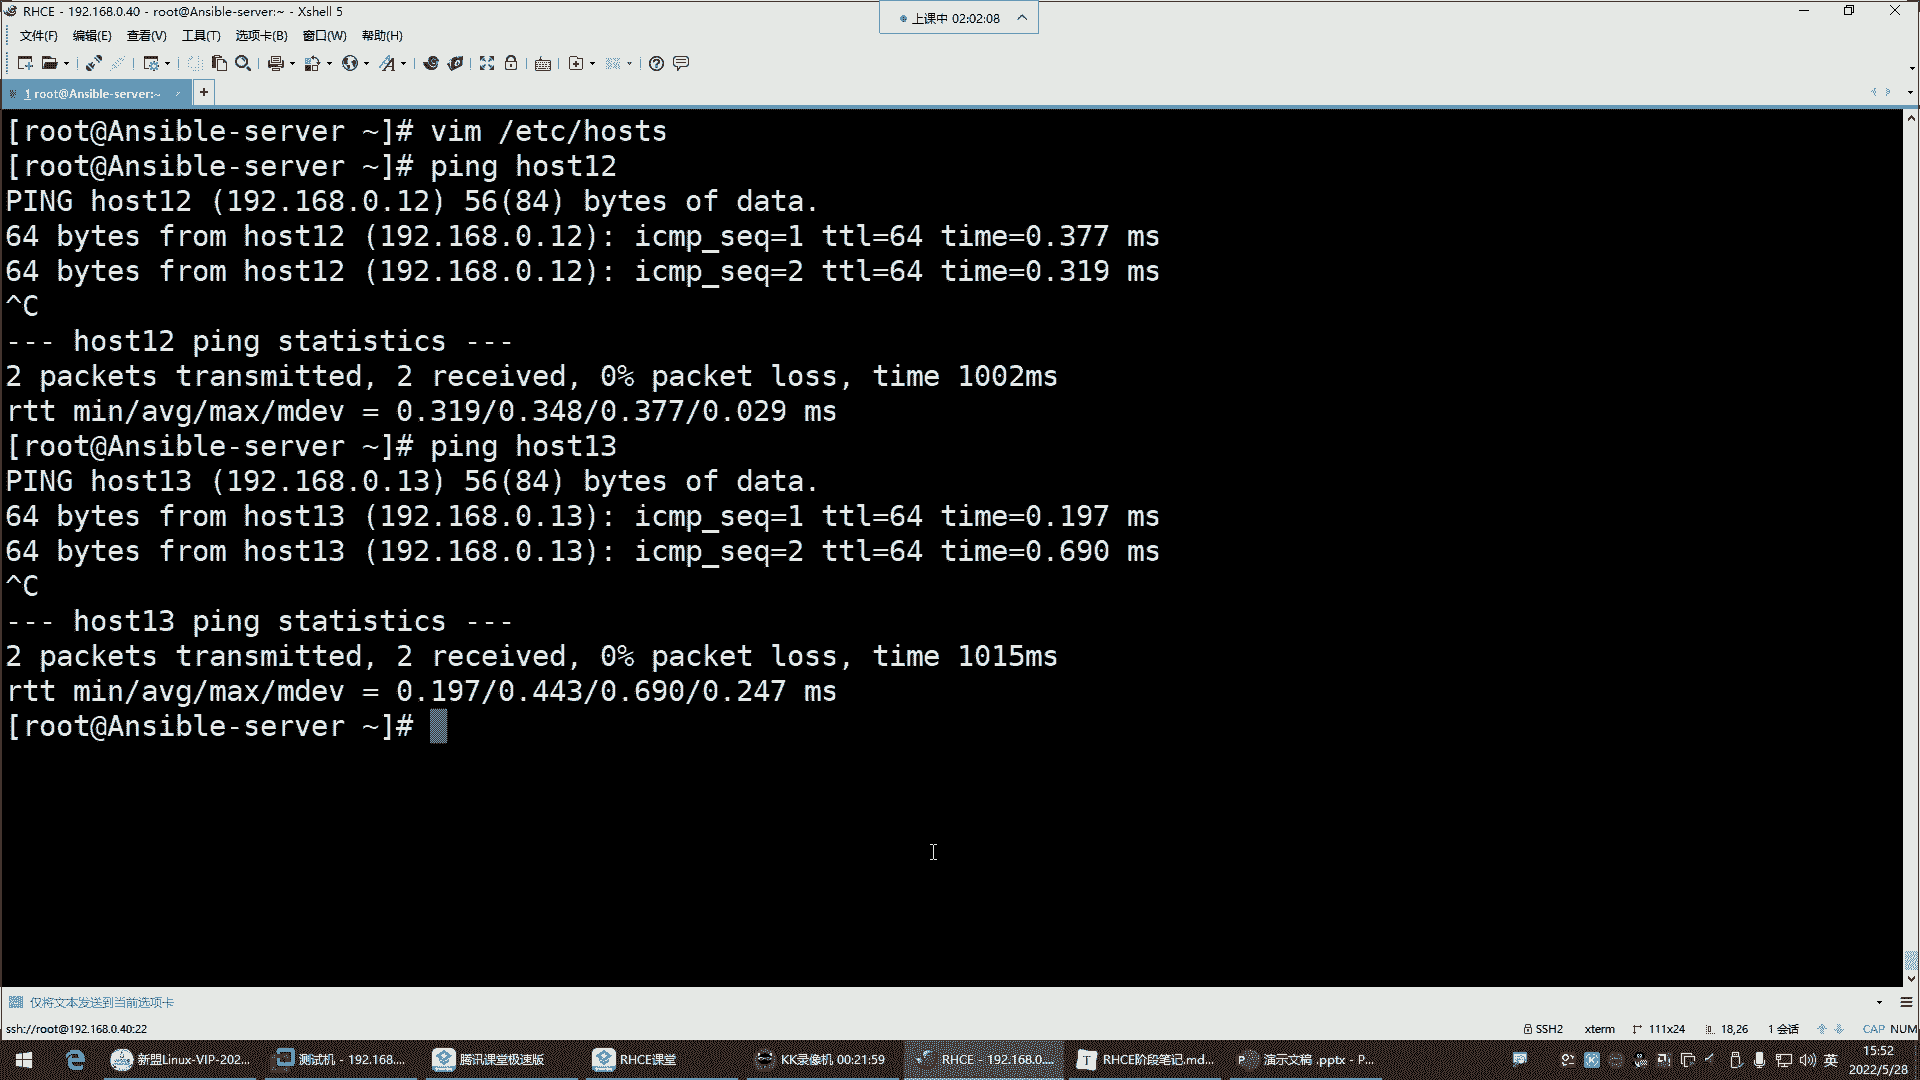 RHCE - 192.168.0.40 - root@Ansible-server:~ - Xshell 5
上课中 02:02:08
文件(F) 编辑(E) 查看(V) 工具(T) 选项卡(B) 窗口(W) 帮助(H)
1 root@Ansible-server:~
[root@Ansible-server ~]# vim /etc/hosts
[root@Ansible-server ~]# ping host12
PING host12 (192.168.0.12) 56(84) bytes of data.
64 bytes from host12 (192.168.0.12): icmp_seq=1 ttl=64 time=0.377 ms
64 bytes from host12 (192.168.0.12): icmp_seq=2 ttl=64 time=0.319 ms
^C
--- host12 ping statistics ---
2 packets transmitted, 2 received, 0% packet loss, time 1002ms
rtt min/avg/max/mdev = 0.319/0.348/0.377/0.029 ms
[root@Ansible-server ~]# ping host13
PING host13 (192.168.0.13) 56(84) bytes of data.
64 bytes from host13 (192.168.0.13): icmp_seq=1 ttl=64 time=0.197 ms
64 bytes from host13 (192.168.0.13): icmp_seq=2 ttl=64 time=0.690 ms
^C
--- host13 ping statistics ---
2 packets transmitted, 2 received, 0% packet loss, time 1015ms
rtt min/avg/max/mdev = 0.197/0.443/0.690/0.247 ms
[root@Ansible-server ~]#
仅将文本发送到当前选项卡
ssh://root@192.168.0.40:22 SSH2 xterm 111x24 18,26 1 会话 CAP NUM
新盟Linux-VIP-202... 测试机 - 192.168.... 腾讯课堂极速版 RHCE课堂 KK录像机 00:21:59 RHCE - 192.168.0.... RHCE阶段笔记.md... 演示文稿 .pptx - P... 英 15:52
2022/5/28